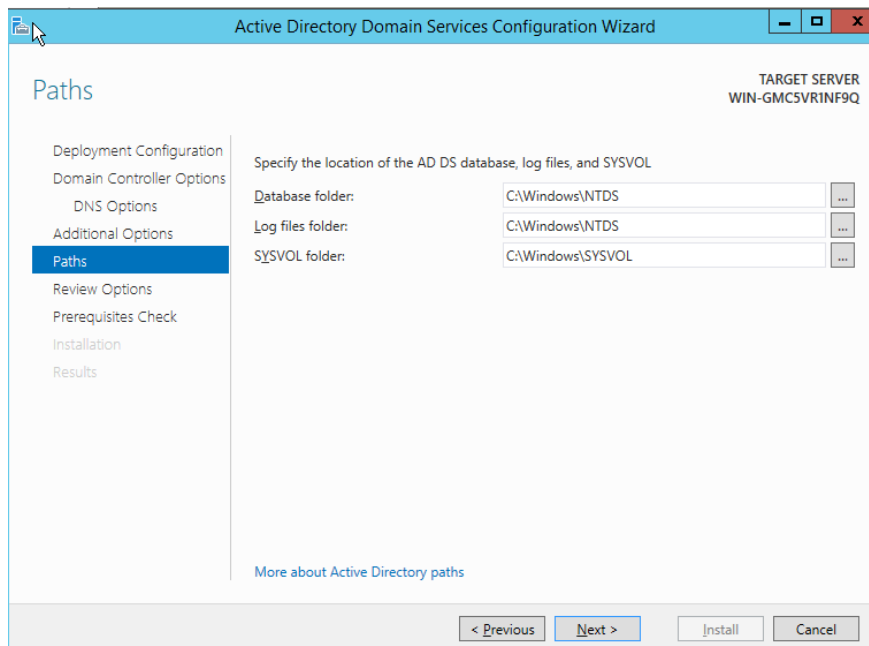 Active Directory Domain Services Configuration Wizard
Paths
TARGET SERVER
WIN-GMC5VR1NF9Q
Deployment Configuration
Domain Controller Options
DNS Options
Additional Options
Paths
Review Options
Prerequisites Check
Installation
Results
Specify the location of the AD DS database, log files, and SYSVOL
Database folder: C:\Windows\NTDS ...
Log files folder: C:\Windows\NTDS ...
SYSVOL folder: C:\Windows\SYSVOL ...
More about Active Directory paths
< Previous Next > Install Cancel